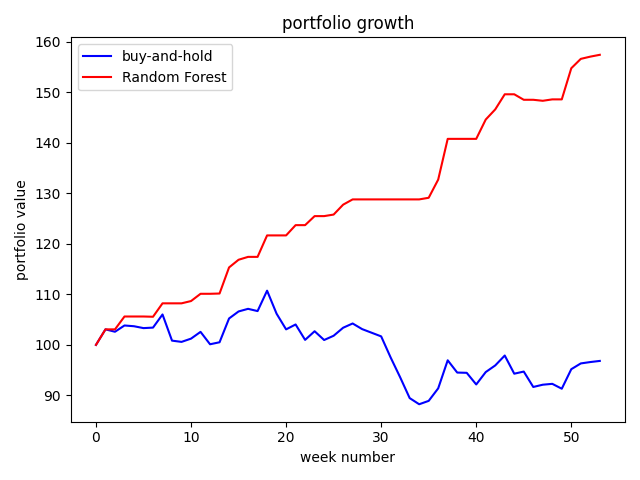 portfolio growth
buy-and-hold
Random Forest
portfolio value
160
150
140
130
120
110
100
90
0 10 20 30 40 50
week number